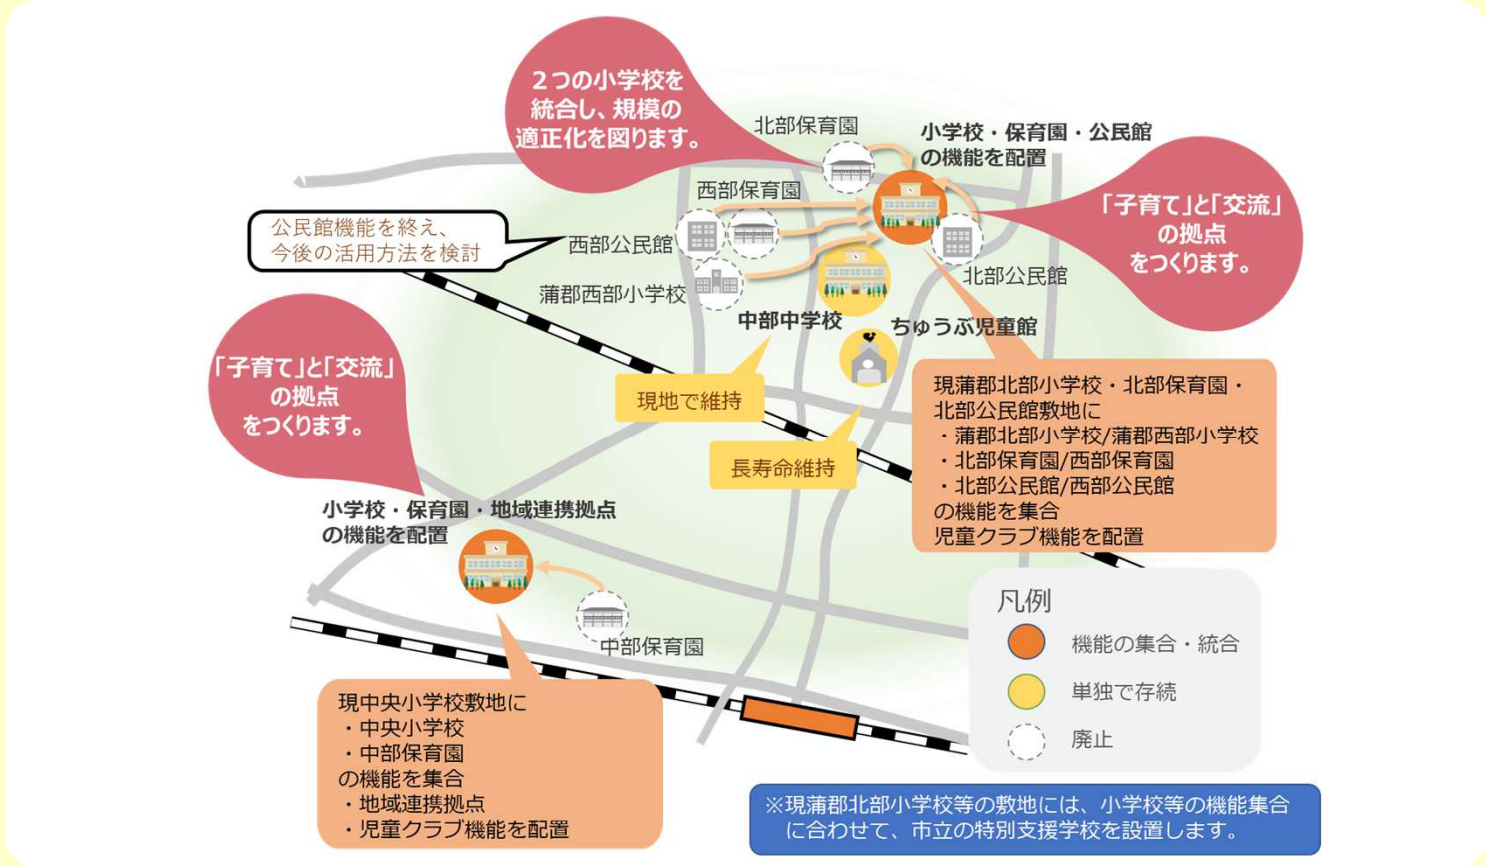 ２つの小学校を
統合し、規模の
適正化を図ります。
北部保育園
小学校・保育園・公民館
の機能を配置
西部保育園
「子育て」と「交流」
の拠点
をつくります。
公民館機能を終え、
今後の活用方法を検討
西部公民館
北部公民館
蒲郡西部小学校
中部中学校
ちゅうぶ児童館
「子育て」と「交流」
の拠点
をつくります。
現地で維持
長寿命維持
現蒲郡北部小学校・北部保育園・
北部公民館敷地に
・蒲郡北部小学校/蒲郡西部小学校
・北部保育園/西部保育園
・北部公民館/西部公民館
の機能を集合
児童クラブ機能を配置
小学校・保育園・地域連携拠点
の機能を配置
中部保育園
現中央小学校敷地に
・中央小学校
・中部保育園
の機能を集合
・地域連携拠点
・児童クラブ機能を配置
凡例
機能の集合・統合
単独で存続
廃止
※現蒲郡北部小学校等の敷地には、小学校等の機能集合
に合わせて、市立の特別支援学校を設置します。